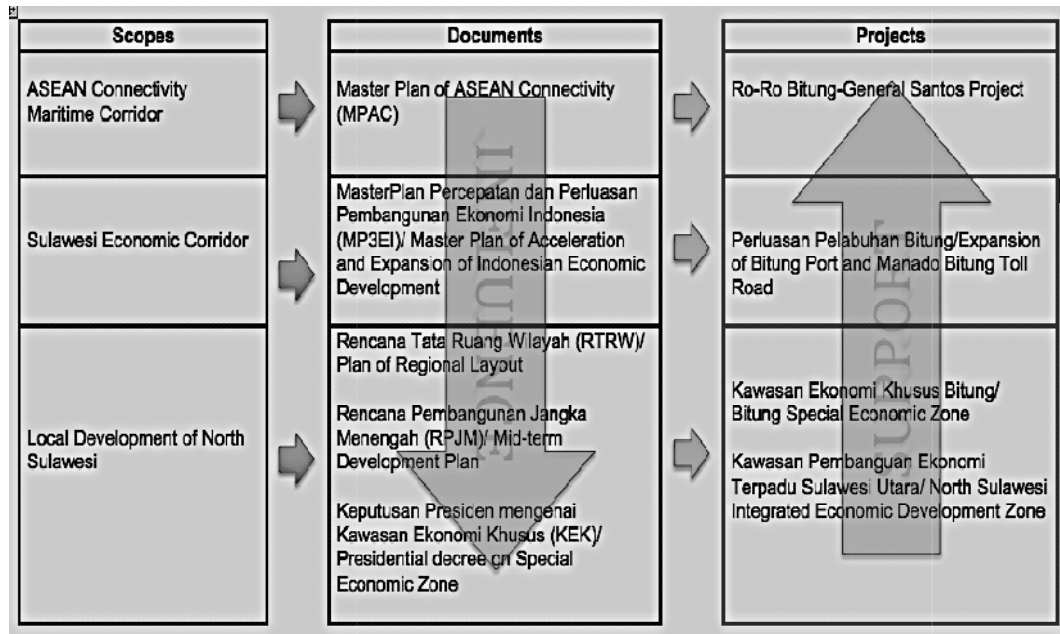 Scopes
ASEAN Connectivity
Maritime Corridor
Sulawesi Economic Corridor
Local Development of North
Sulawesi
Documents
Master Plan of ASEAN Connectivity
(MPAC)
MasterPlan Percepatan dan Perluasan
Pembangunan Ekonomi Indonesia
(MP3EI)/ Master Plan of Acceleration
and Expansion of Indonesian Economic
Development
Rencana Tata Ruang Wilayah (RTRW)/
Plan of Regional Layout
Rencana Pembangunan Jangka
Menengah (RPJM)/ Mid-term
Development Plan
Keputusan Presicen mengenai
Kawasan Ekonomi Khusus (KEK)/
Presidential decree cn Special
Economic Zone
INFLUENCE
Projects
Ro-Ro Bitung-General Santos Project
Perluasan Pelabuhan Bitung/Expansion
of Bitung Port and Manado Bitung Toll
Road
Kawasan Ekonomi Khusus Bitung/
Bitung Special Economic Zone
Kawasan Pembanguan Ekonomi
Terpadu Sulawesi Utara/ North Sulawesi
Integrated Economic Development Zone
SUPPORT